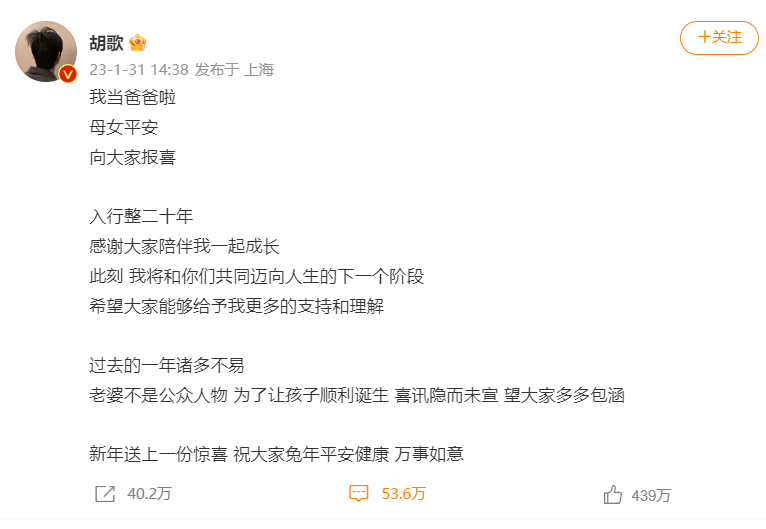 胡歌
+关注
23-1-31 14:38 发布于 上海
我当爸爸啦
母女平安
向大家报喜
入行整二十年
感谢大家陪伴我一起成长
此刻 我将和你们共同迈向人生的下一个阶段
希望大家能够给予我更多的支持和理解
过去的一年诸多不易
老婆不是公众人物 为了让孩子顺利诞生 喜讯隐而未宣 望大家多多包涵
新年送上一份惊喜 祝大家兔年平安健康 万事如意
40.2万
53.6万
439万